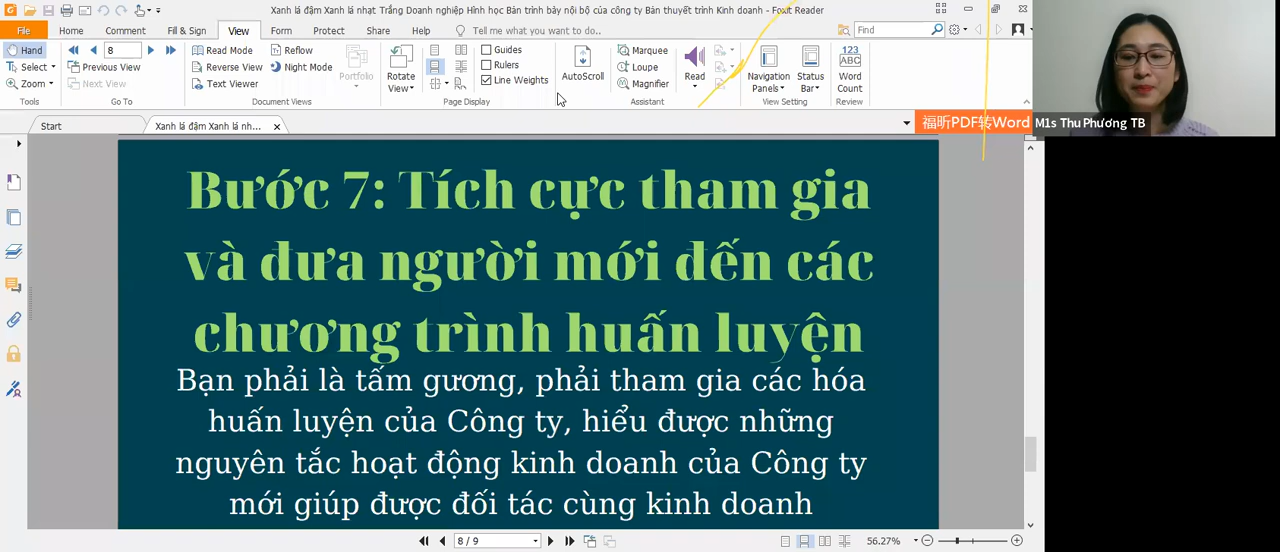 Xanh lá đậm Xanh lá nhạt Trắng Doanh nghiệp Hình học Bản trình bày nội bộ của công ty Bản thuyết trình Kinh doanh - Foxit Reader
File Home Comment Fill & Sign View Form Protect Share Help Tell me what you want to do.. Find
Hand 8 Read Mode Reflow Guides Marquee 123
Select Previous View Reverse View Night Mode Rulers Loupe ABC
Zoom Next View Text Viewer Portfolio Rotate View Line Weights AutoScroll Magnifier Read Navigation Panels Status Bar Word Count
Tools Go To Document Views Page Display Assistant View Setting Review
Start Xanh lá đậm Xanh lá nh... 福昕PDF转Word M1s Thu Phương TB
Bước 7: Tích cực tham gia
và đưa người mới đến các
chương trình huấn luyện
Bạn phải là tấm gương, phải tham gia các hóa
huấn luyện của Công ty, hiểu được những
nguyên tắc hoạt động kinh doanh của Công ty
mới giúp được đối tác cùng kinh doanh
8 / 9 56.27%